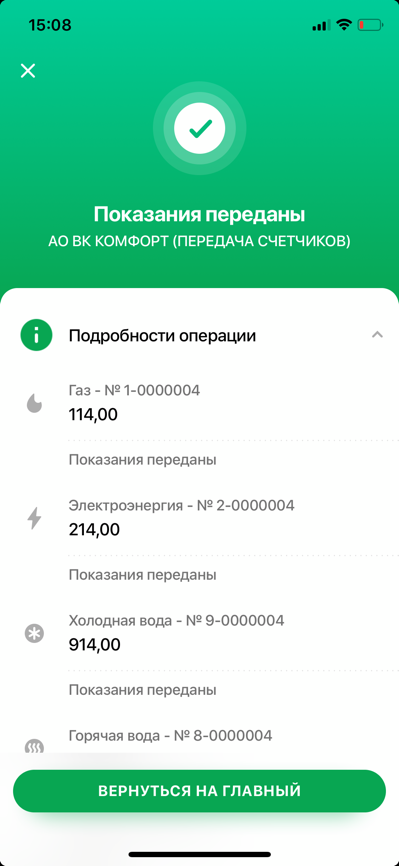 15:08
Показания переданы
АО ВК КОМФОРТ (ПЕРЕДАЧА СЧЕТЧИКОВ)
Подробности операции
Газ - № 1-0000004
114,00
Показания переданы
Электроэнергия - № 2-0000004
214,00
Показания переданы
Холодная вода - № 9-0000004
914,00
Показания переданы
Горячая вода - № 8-0000004
ВЕРНУТЬСЯ НА ГЛАВНЫЙ